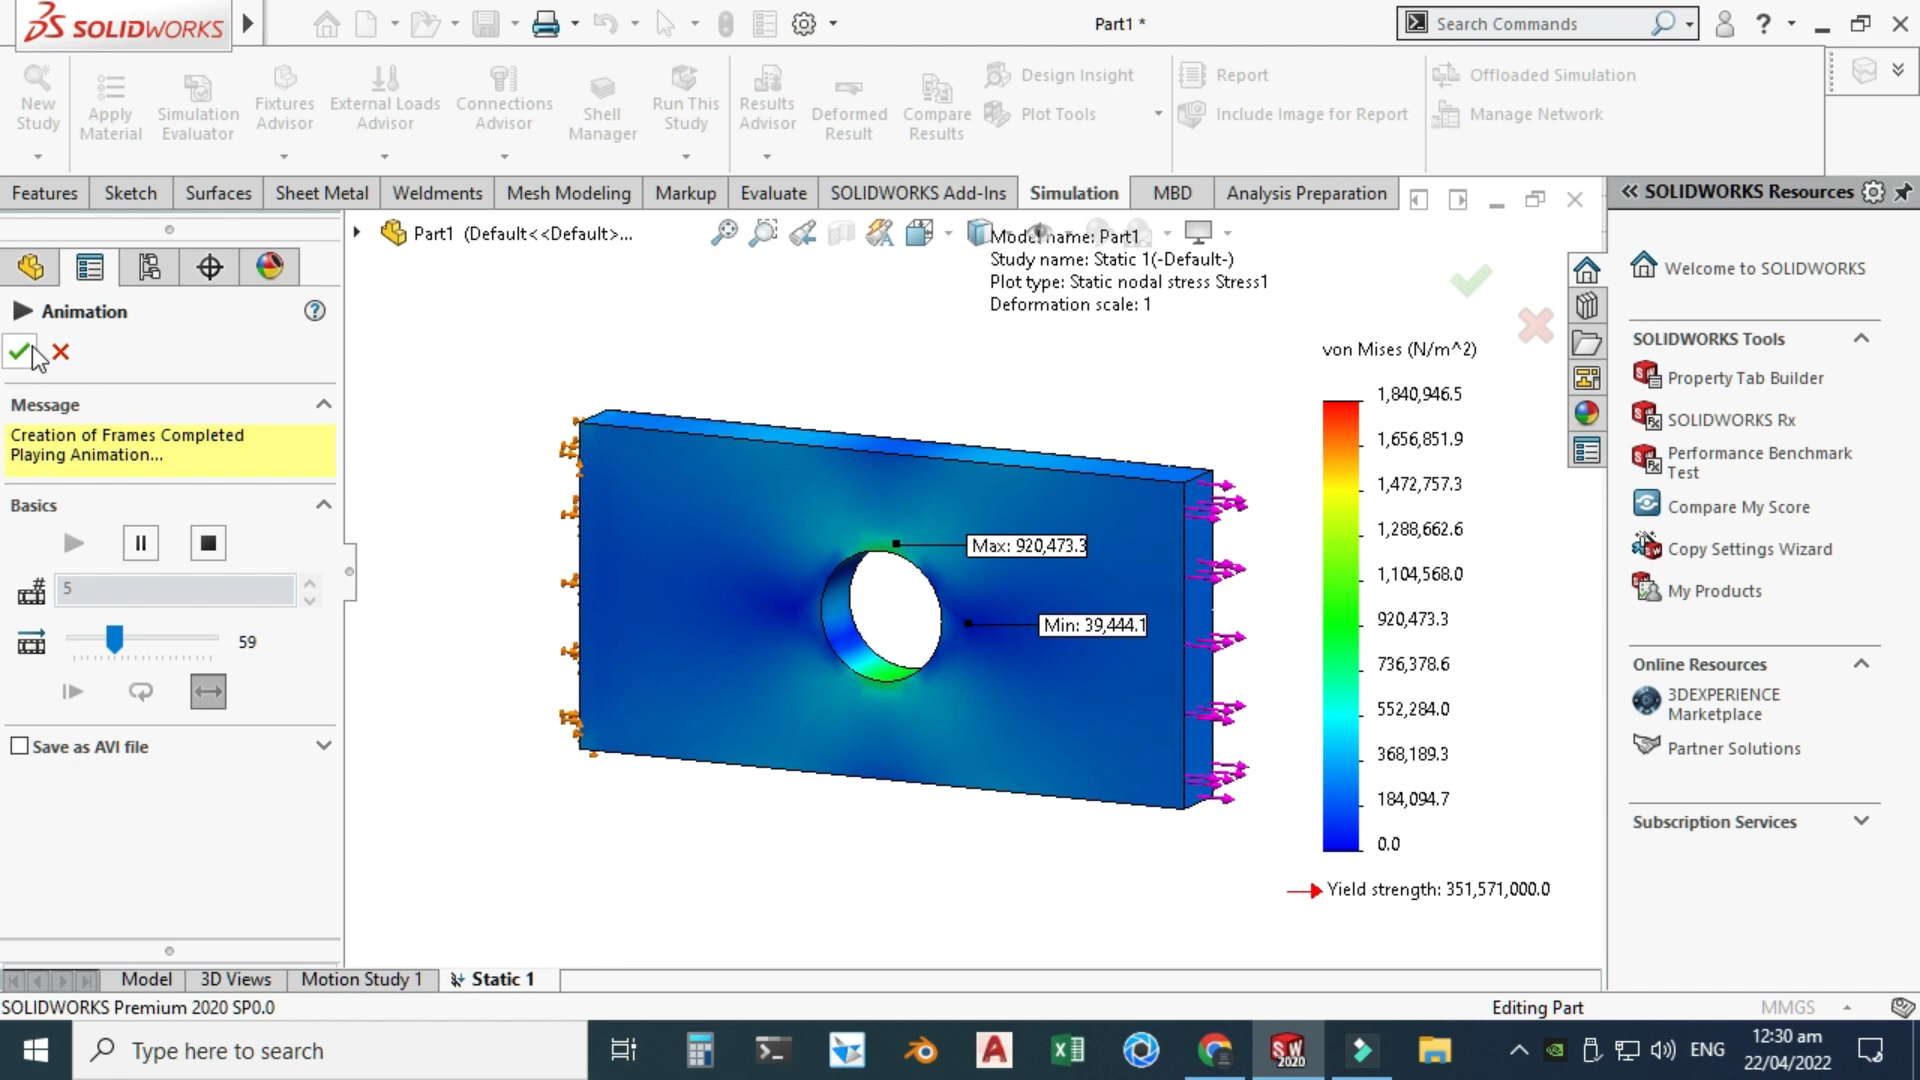 SOLIDWORKS
Part1 *
Search Commands
New Study
Apply Material
Simulation Evaluator
Fixtures Advisor
External Loads Advisor
Connections Advisor
Shell Manager
Run This Study
Results Advisor
Deformed Result
Compare Results
Design Insight
Plot Tools
Report
Include Image for Report
Offloaded Simulation
Manage Network
Features
Sketch
Surfaces
Sheet Metal
Weldments
Mesh Modeling
Markup
Evaluate
SOLIDWORKS Add-Ins
Simulation
MBD
Analysis Preparation
SOLIDWORKS Resources
Part1 (Default<<Default>...
Model name: Part1
Study name: Static 1(-Default-)
Plot type: Static nodal stress Stress1
Deformation scale: 1
Animation
Message
Creation of Frames Completed
Playing Animation...
Basics
5
59
Save as AVI file
von Mises (N/m^2)
1,840,946.5
1,656,851.9
1,472,757.3
1,288,662.6
1,104,568.0
920,473.3
736,378.6
552,284.0
368,189.3
184,094.7
0.0
Yield strength: 351,571,000.0
Max: 920,473.3
Min: 39,444.1
Welcome to SOLIDWORKS
SOLIDWORKS Tools
Property Tab Builder
SOLIDWORKS Rx
Performance Benchmark
Test
Compare My Score
Copy Settings Wizard
My Products
Online Resources
3DEXPERIENCE
Marketplace
Partner Solutions
Subscription Services
Model
3D Views
Motion Study 1
Static 1
SOLIDWORKS Premium 2020 SP0.0
Editing Part
MMGS
Type here to search
SW
2020
ENG
12:30 am
22/04/2022